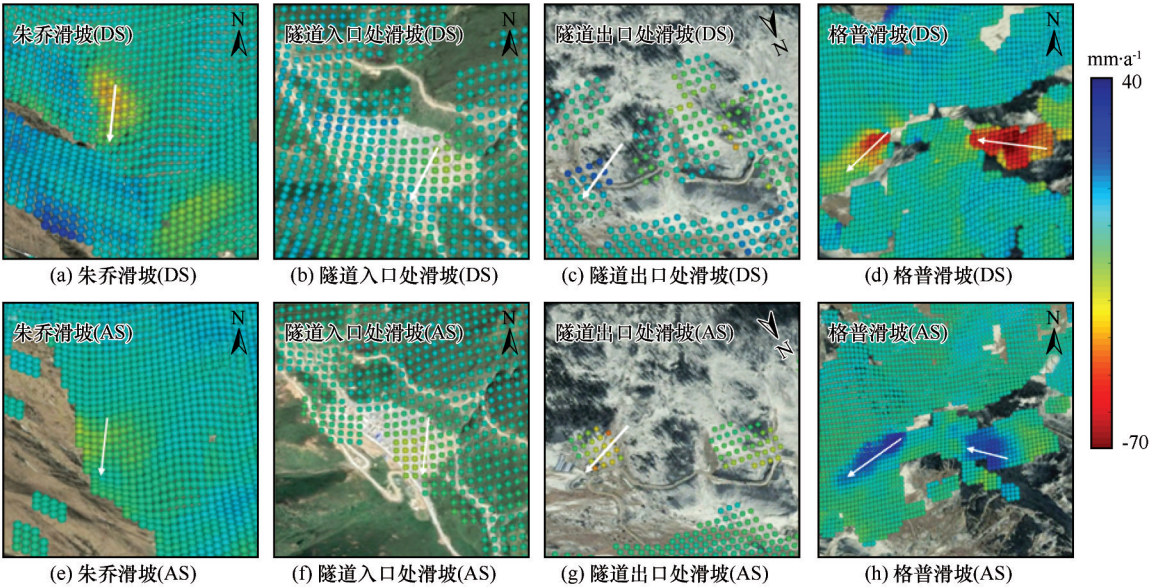 朱乔滑坡(DS)
N
隧道入口处滑坡(DS)
N
隧道出口处滑坡(DS)
N
格普滑坡(DS)
N
mm·a⁻¹
40
-70
(a) 朱乔滑坡(DS)
(b) 隧道入口处滑坡(DS)
(c) 隧道出口处滑坡(DS)
(d) 格普滑坡(DS)
朱乔滑坡(AS)
N
隧道入口处滑坡(AS)
N
隧道出口处滑坡(AS)
N
格普滑坡(AS)
N
(e) 朱乔滑坡(AS)
(f) 隧道入口处滑坡(AS)
(g) 隧道出口处滑坡(AS)
(h) 格普滑坡(AS)